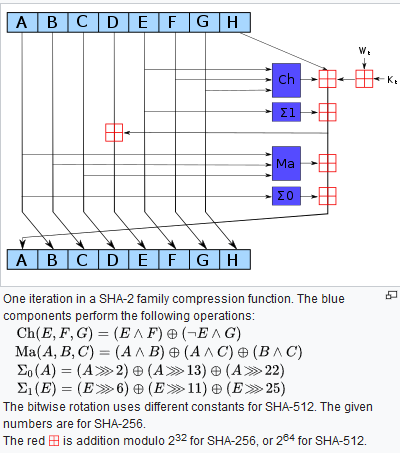 A B C D E F G H
Wₜ
Ch
Kₜ
Σ1
Ma
Σ0
A B C D E F G H
One iteration in a SHA-2 family compression function. The blue
components perform the following operations:
Ch(E, F, G) = (E ∧ F) ⊕ (¬E ∧ G)
Ma(A, B, C) = (A ∧ B) ⊕ (A ∧ C) ⊕ (B ∧ C)
Σ₀(A) = (A⋙2) ⊕ (A⋙13) ⊕ (A⋙22)
Σ₁(E) = (E⋙6) ⊕ (E⋙11) ⊕ (E⋙25)
The bitwise rotation uses different constants for SHA-512. The given
numbers are for SHA-256.
The red ⊞ is addition modulo 2³² for SHA-256, or 2⁶⁴ for SHA-512.